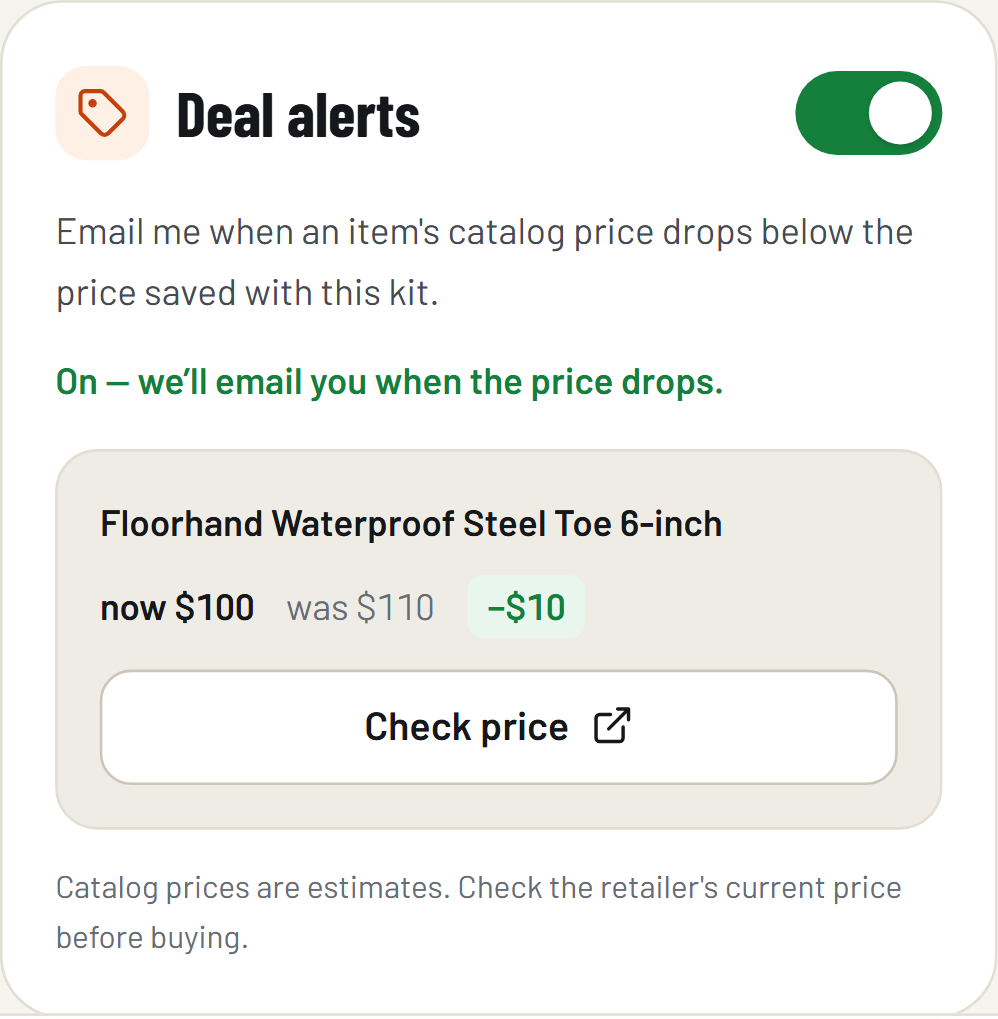 Deal alerts
Email me when an item's catalog price drops below the
price saved with this kit.
On — we’ll email you when the price drops.
Floorhand Waterproof Steel Toe 6-inch
now $100 was $110 −$10
Check price
Catalog prices are estimates. Check the retailer's current price
before buying.